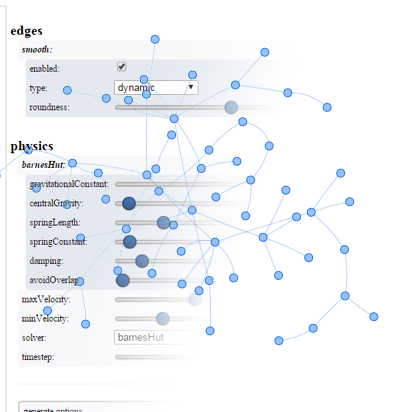 edges
smooth:
enabled:
type: dynamic
roundness:
physics
barnesHut:
gravitationalConstant:
centralGravity:
springLength:
springConstant:
damping:
avoidOverlap:
maxVelocity:
minVelocity:
solver: barnesHut
timestep:
generate options